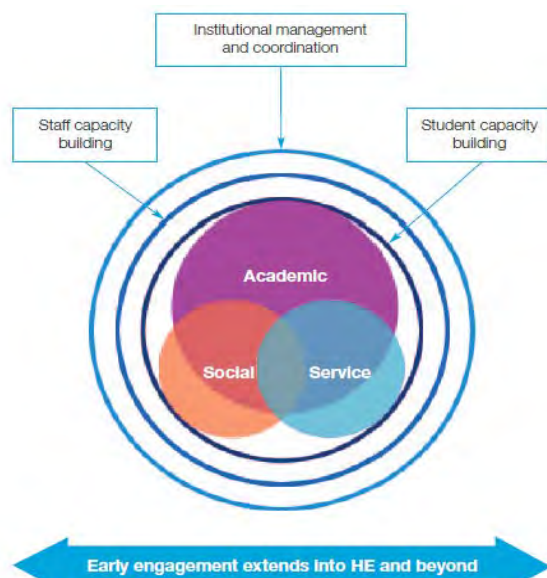 Institutional management
and coordination
Staff capacity
building
Student capacity
building
Academic
Social
Service
Early engagement extends into HE and beyond